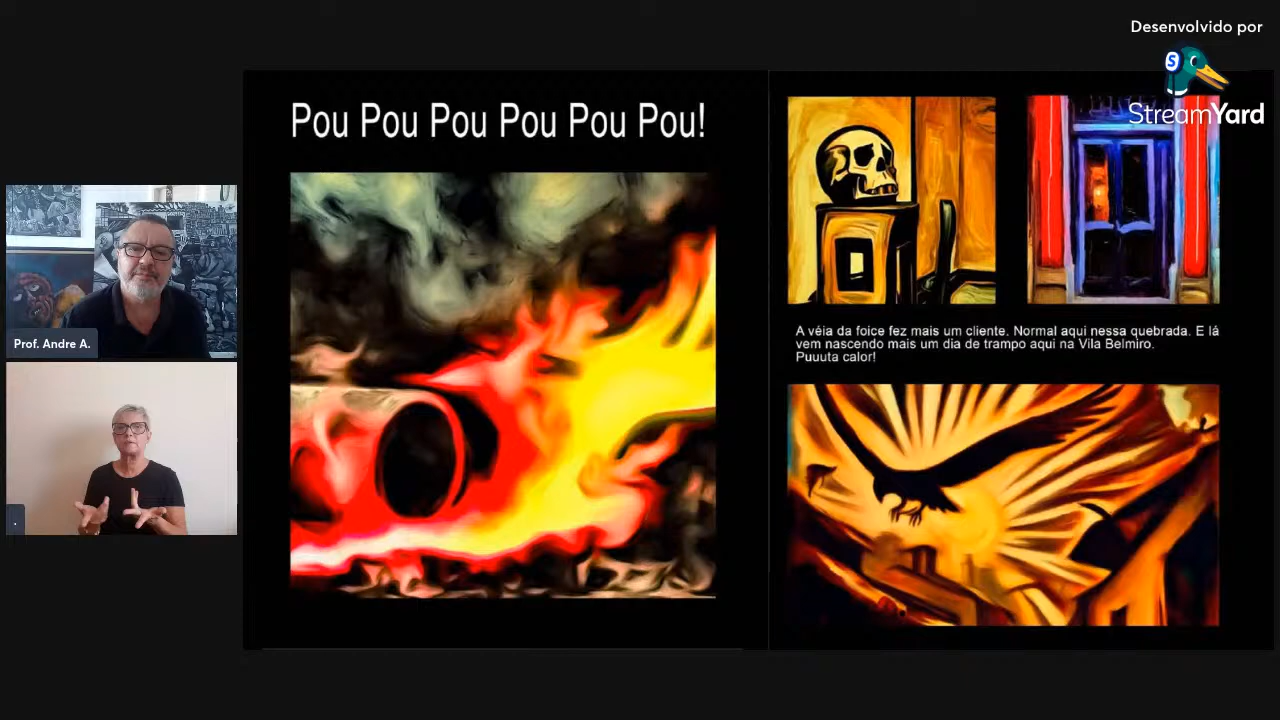 Desenvolvido por
S
StreamYard
Pou Pou Pou Pou Pou Pou!
A véia da foice fez mais um cliente. Normal aqui nessa quebrada. E lá
vem nascendo mais um dia de trampo aqui na Vila Belmiro.
Puuuta calor!
Prof. Andre A.
.